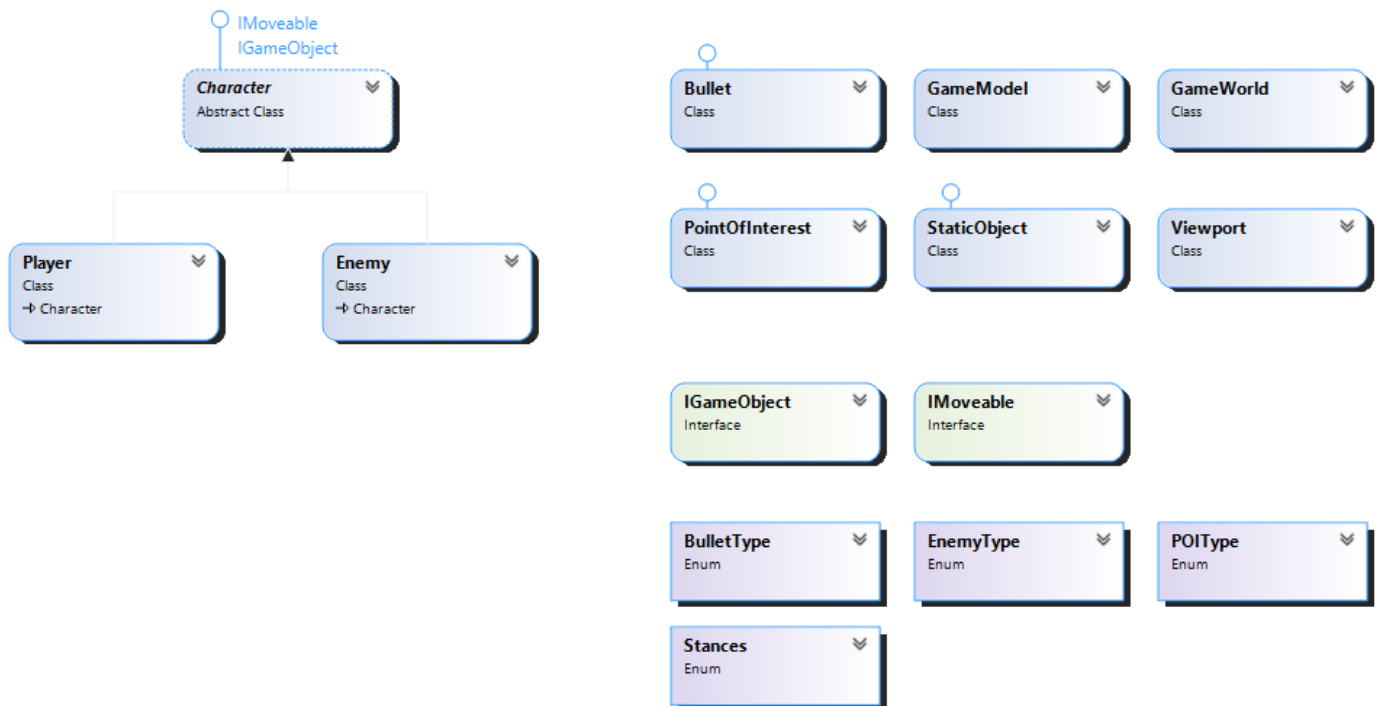 IMoveable
IGameObject
Character
Abstract Class
Player
Class
Character
Enemy
Class
Character
Bullet
Class
GameModel
Class
GameWorld
Class
PointOfInterest
Class
StaticObject
Class
Viewport
Class
IGameObject
Interface
IMoveable
Interface
BulletType
Enum
EnemyType
Enum
POIType
Enum
Stances
Enum